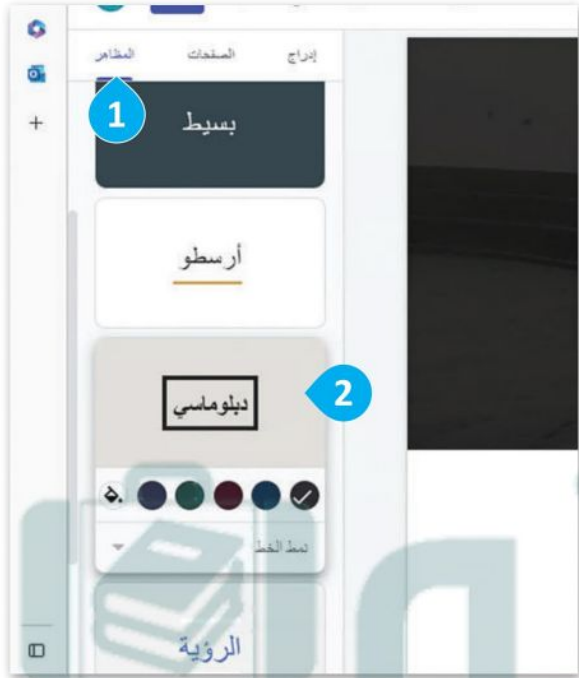 إدراج الصفحات المظاهر
1
بسيط
أرسطو
دبلوماسي
2
نمط الخط
الرؤية